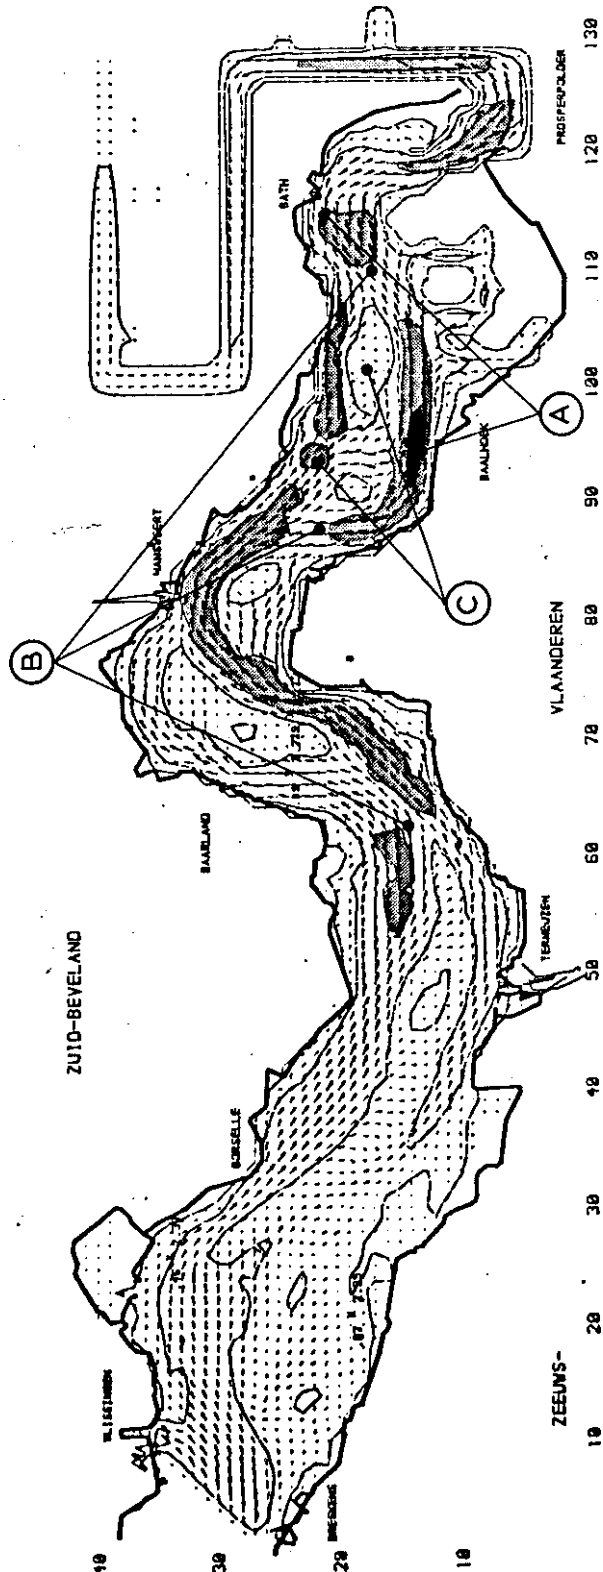 ZUID-BEVELAND
VLISSINGEN
BORSELLE
BAARLAND
HANSWEERT
BATH
BRESKENS
TERNEUZEN
BAALHOEK
PROSPERPOLDER
ZEEUWS-
VLAANDEREN
A
B
C
40
30
20
10
10
20
30
40
50
60
70
80
90
100
110
120
130